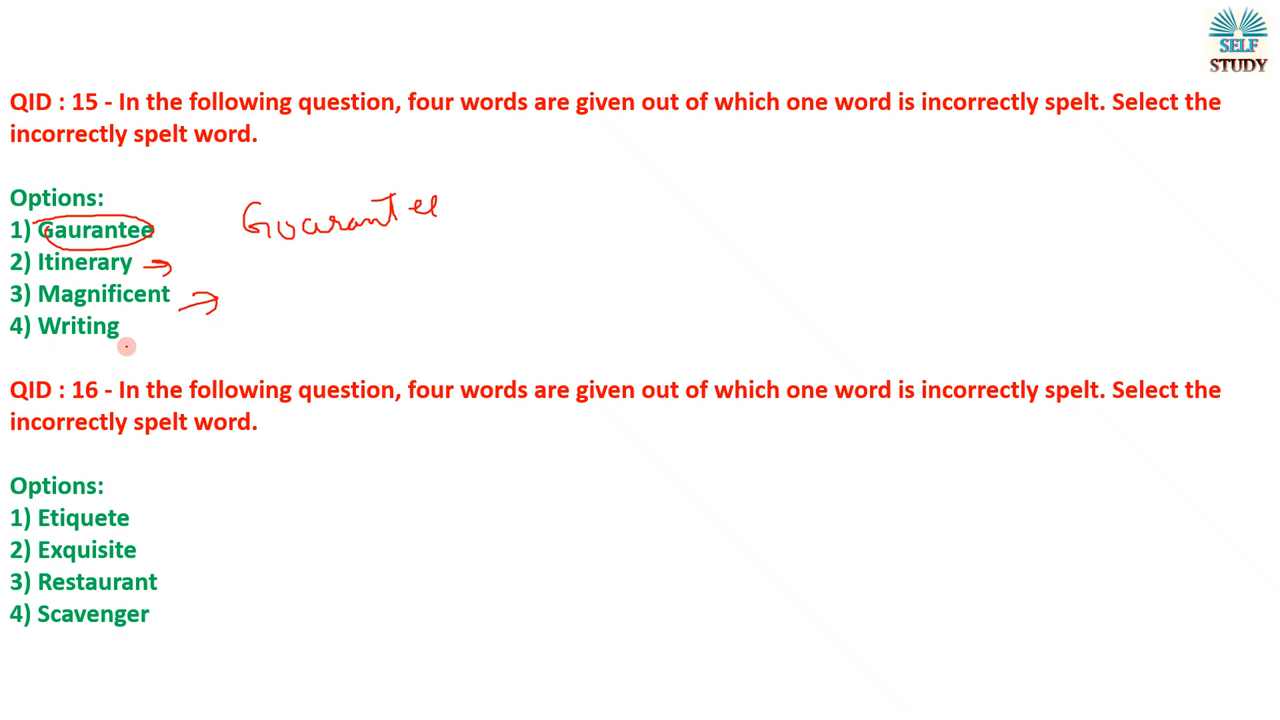 SELF
STUDY
QID : 15 - In the following question, four words are given out of which one word is incorrectly spelt. Select the
incorrectly spelt word.
Options:
1) Gaurantee
Guarantee
2) Itinerary
3) Magnificent
4) Writing
QID : 16 - In the following question, four words are given out of which one word is incorrectly spelt. Select the
incorrectly spelt word.
Options:
1) Etiquete
2) Exquisite
3) Restaurant
4) Scavenger